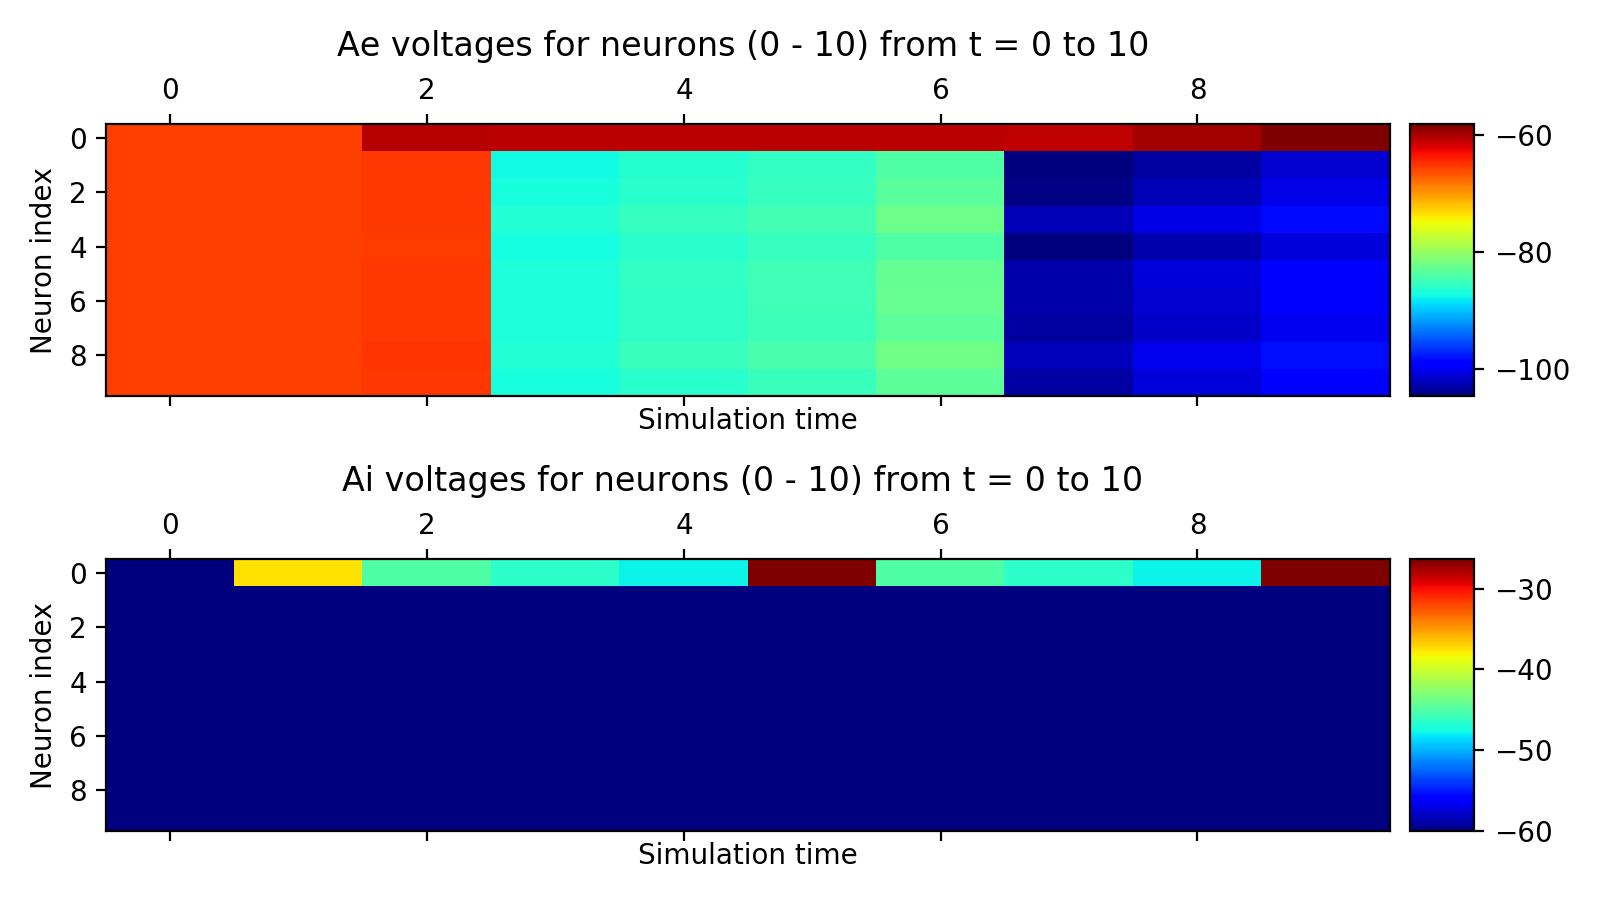 Ae voltages for neurons (0 - 10) from t = 0 to 10
0 2 4 6 8
Neuron index
0
2
4
6
8
−60
−80
−100
Simulation time
Ai voltages for neurons (0 - 10) from t = 0 to 10
0 2 4 6 8
Neuron index
0
2
4
6
8
−30
−40
−50
−60
Simulation time